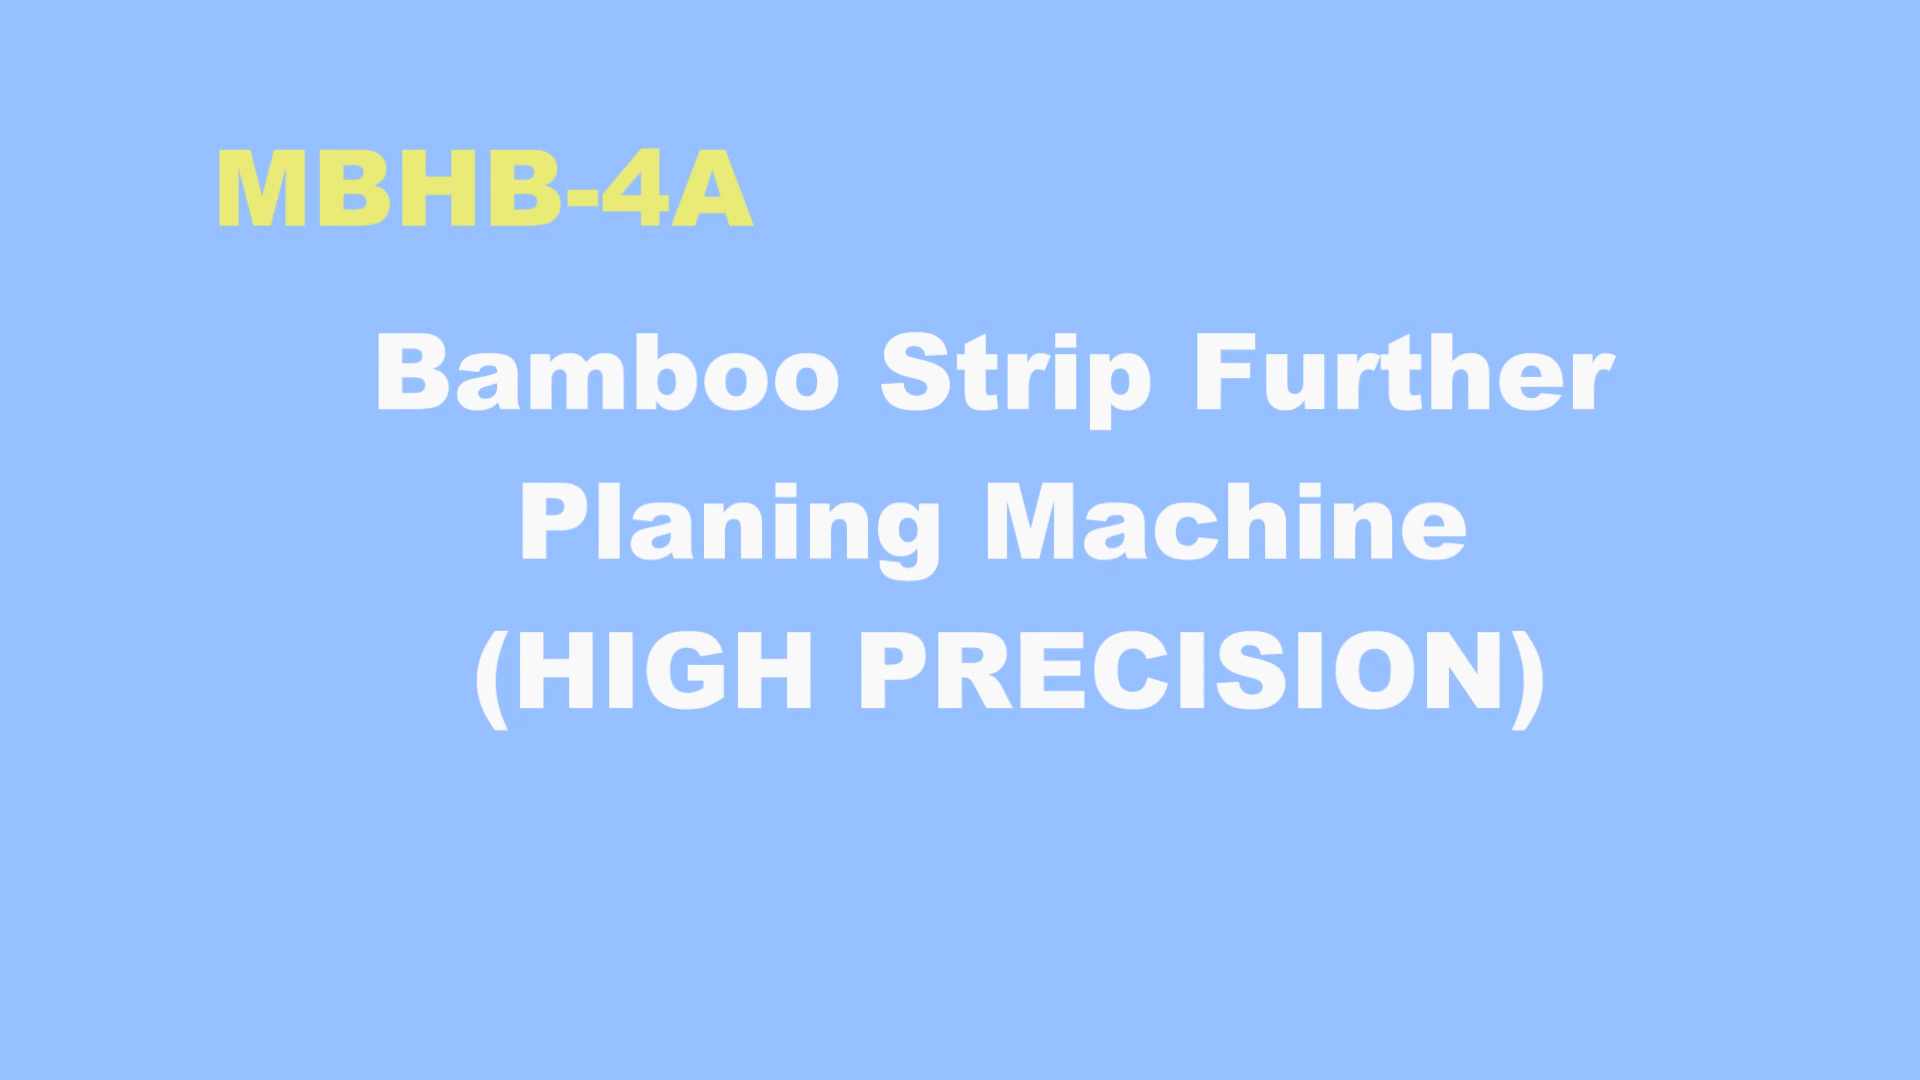 MBHB-4A
Bamboo Strip Further
Planing Machine
(HIGH PRECISION)